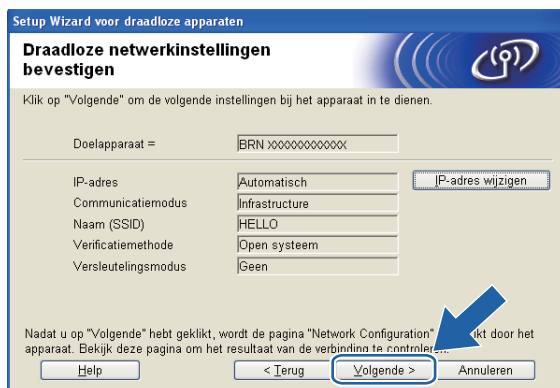 Setup Wizard voor draadloze apparaten
Draadloze netwerkinstellingen
bevestigen
Klik op "Volgende" om de volgende instellingen bij het apparaat in te dienen.
Doelapparaat = BRN XXXXXXXXXXXX
IP-adres Automatisch IP-adres wijzigen
Communicatiemodus Infrastructure
Naam (SSID) HELLO
Verificatiemethode Open systeem
Versleutelingsmodus Geen
Nadat u op "Volgende" hebt geklikt, wordt de pagina "Network Configuration" door het
apparaat. Bekijk deze pagina om het resultaat van de verbinding te controleren.
Help < Terug Volgende > Annuleren